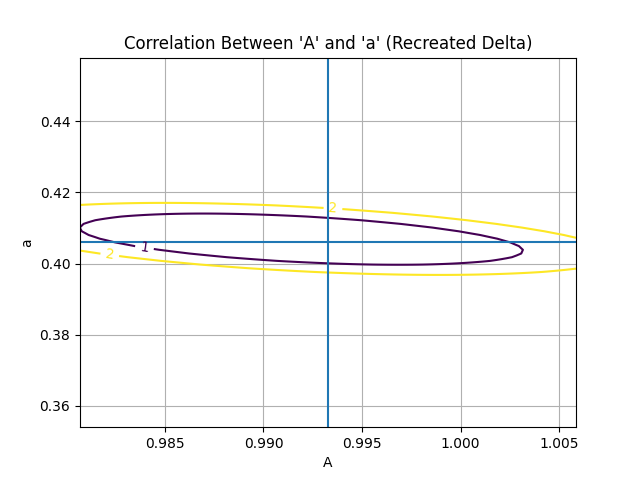 Correlation Between 'A' and 'a' (Recreated Delta)
0.44
0.42
0.40
0.38
0.36
a
2
1
2
0.985 0.990 0.995 1.000 1.005
A